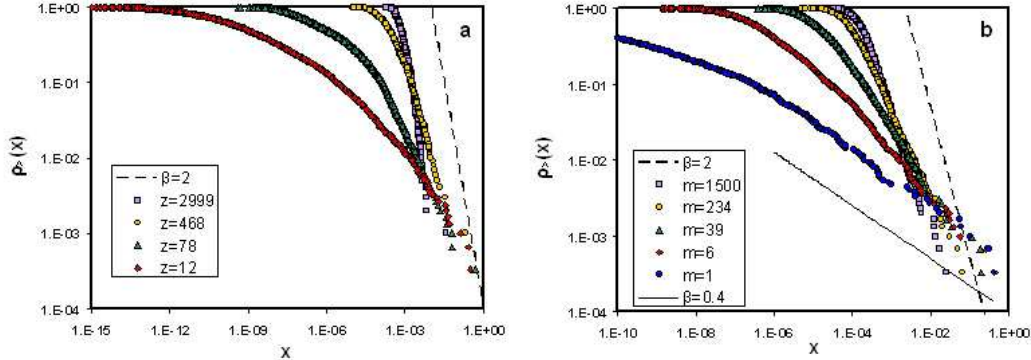 a
1.E+00
1.E-01
1.E-02
1.E-03
1.E-04
ρ^(x)
β=2
z=2999
z=468
z=78
z=12
1.E-15 1.E-12 1.E-09 1.E-06 1.E-03 1.E+00
x
b
1.E+00
1.E-01
1.E-02
1.E-03
1.E-04
ρ^(x)
β=2
m=1500
m=234
m=39
m=6
m=1
β=0.4
1.E-10 1.E-08 1.E-06 1.E-04 1.E-02 1.E+00
x